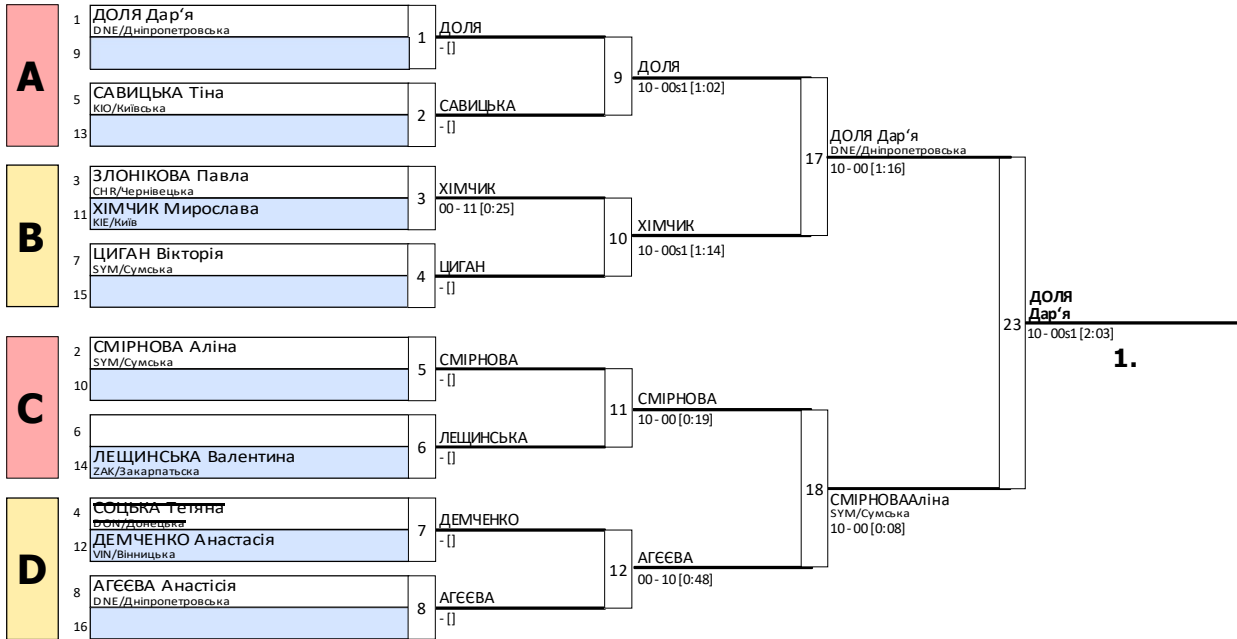 A
1 ДОЛЯ Дар‘я
DNE/Дніпропетровська
9
1
ДОЛЯ
- []
5 САВИЦЬКА Тіна
KIO/Київська
13
2
САВИЦЬКА
- []
9
ДОЛЯ
10 - 00s1 [1:02]
B
3 ЗЛОНІКОВА Павла
CHR/Чернівецька
11 ХІМЧИК Мирослава
KIE/Київ
3
ХІМЧИК
00 - 11 [0:25]
7 ЦИГАН Вікторія
SYM/Сумська
15
4
ЦИГАН
- []
10
ХІМЧИК
10 - 00s1 [1:14]
17
ДОЛЯ Дар‘я
DNE/Дніпропетровська
10 - 00 [1:16]
C
2 СМІРНОВА Аліна
SYM/Сумська
10
5
СМІРНОВА
- []
6
14 ЛЕЩИНСЬКА Валентина
ZAK/Закарпатьска
6
ЛЕЩИНСЬКА
- []
11
СМІРНОВА
10 - 00 [0:19]
D
4 СОЦЬКА Тетяна
DON/Донецька
12 ДЕМЧЕНКО Анастасія
VIN/Вінницька
7
ДЕМЧЕНКО
- []
8 АГЄЄВА Анастісія
DNE/Дніпропетровська
16
8
АГЄЄВА
- []
12
АГЄЄВА
00 - 10 [0:48]
18
СМІРНОВААліна
SYM/Сумська
10 - 00 [0:08]
23
ДОЛЯ
Дар‘я
10 - 00s1 [2:03]
1.